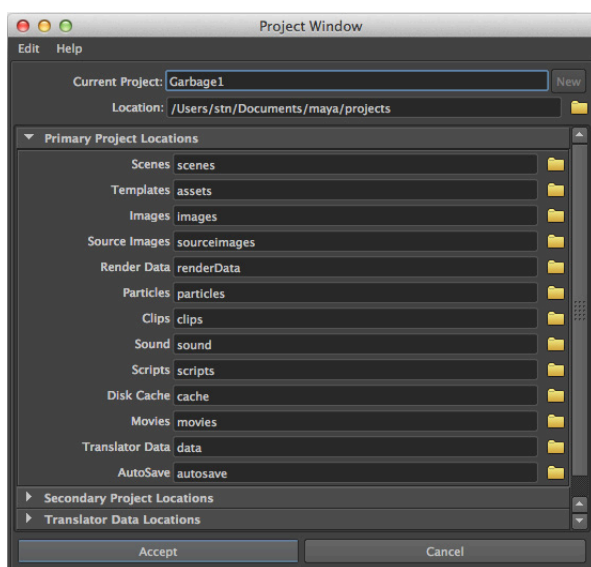 Project Window
Edit Help
Current Project: Garbage1 New
Location: /Users/stn/Documents/maya/projects
Primary Project Locations
Scenes scenes
Templates assets
Images images
Source Images sourceimages
Render Data renderData
Particles particles
Clips clips
Sound sound
Scripts scripts
Disk Cache cache
Movies movies
Translator Data data
AutoSave autosave
Secondary Project Locations
Translator Data Locations
Accept Cancel